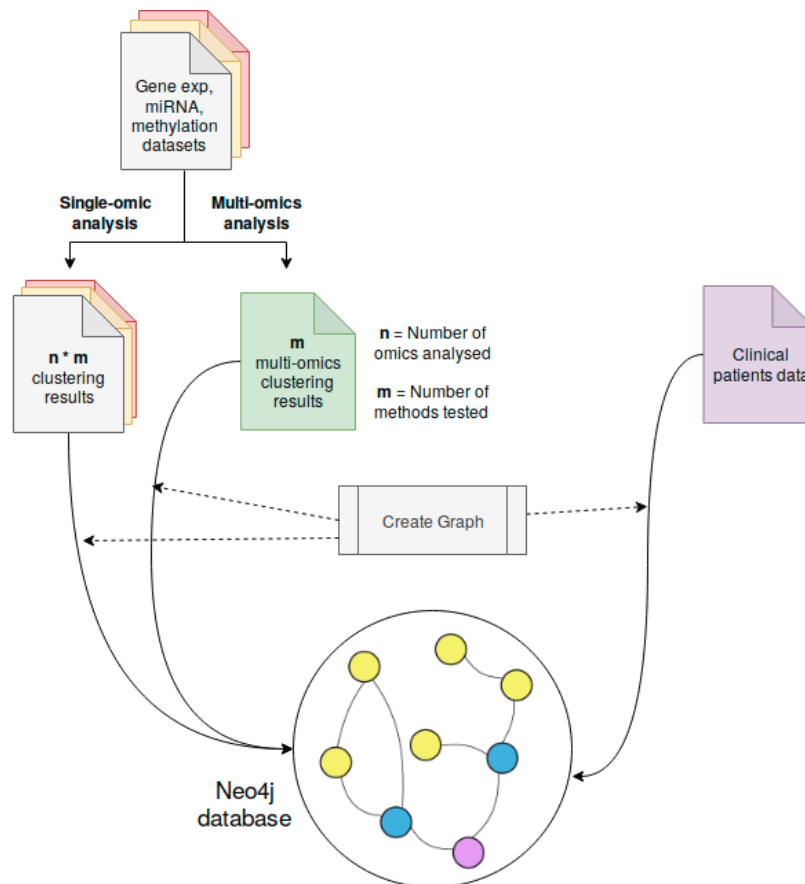 Gene exp,
miRNA,
methylation
datasets
Single-omic
analysis
Multi-omics
analysis
n * m
clustering
results
m
multi-omics
clustering
results
n = Number of
omics analysed
m = Number of
methods tested
Clinical
patients data
Create Graph
Neo4j
database